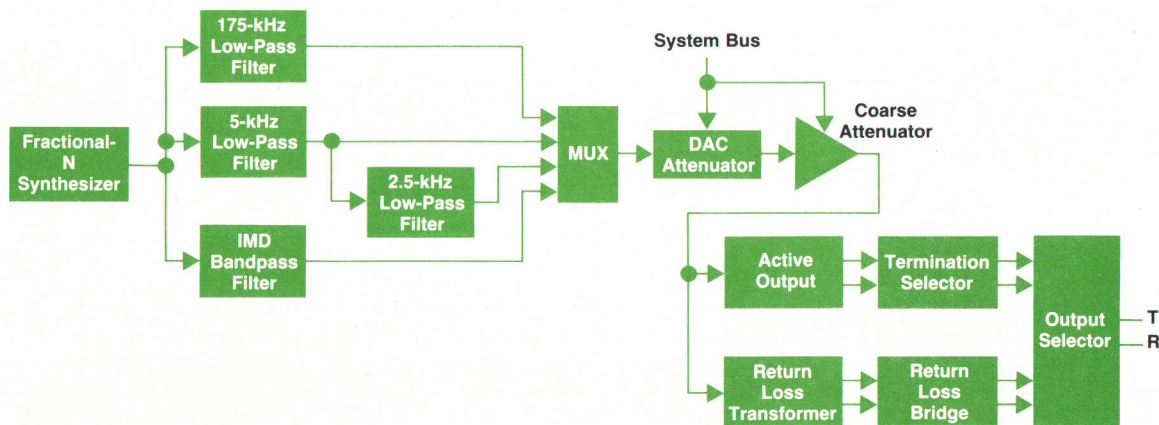 175-kHz
Low-Pass
Filter
System Bus
Fractional-
N
Synthesizer
5-kHz
Low-Pass
Filter
MUX
DAC
Attenuator
Coarse
Attenuator
2.5-kHz
Low-Pass
Filter
IMD
Bandpass
Filter
Active
Output
Termination
Selector
Output
Selector
T
R
Return
Loss
Transformer
Return
Loss
Bridge